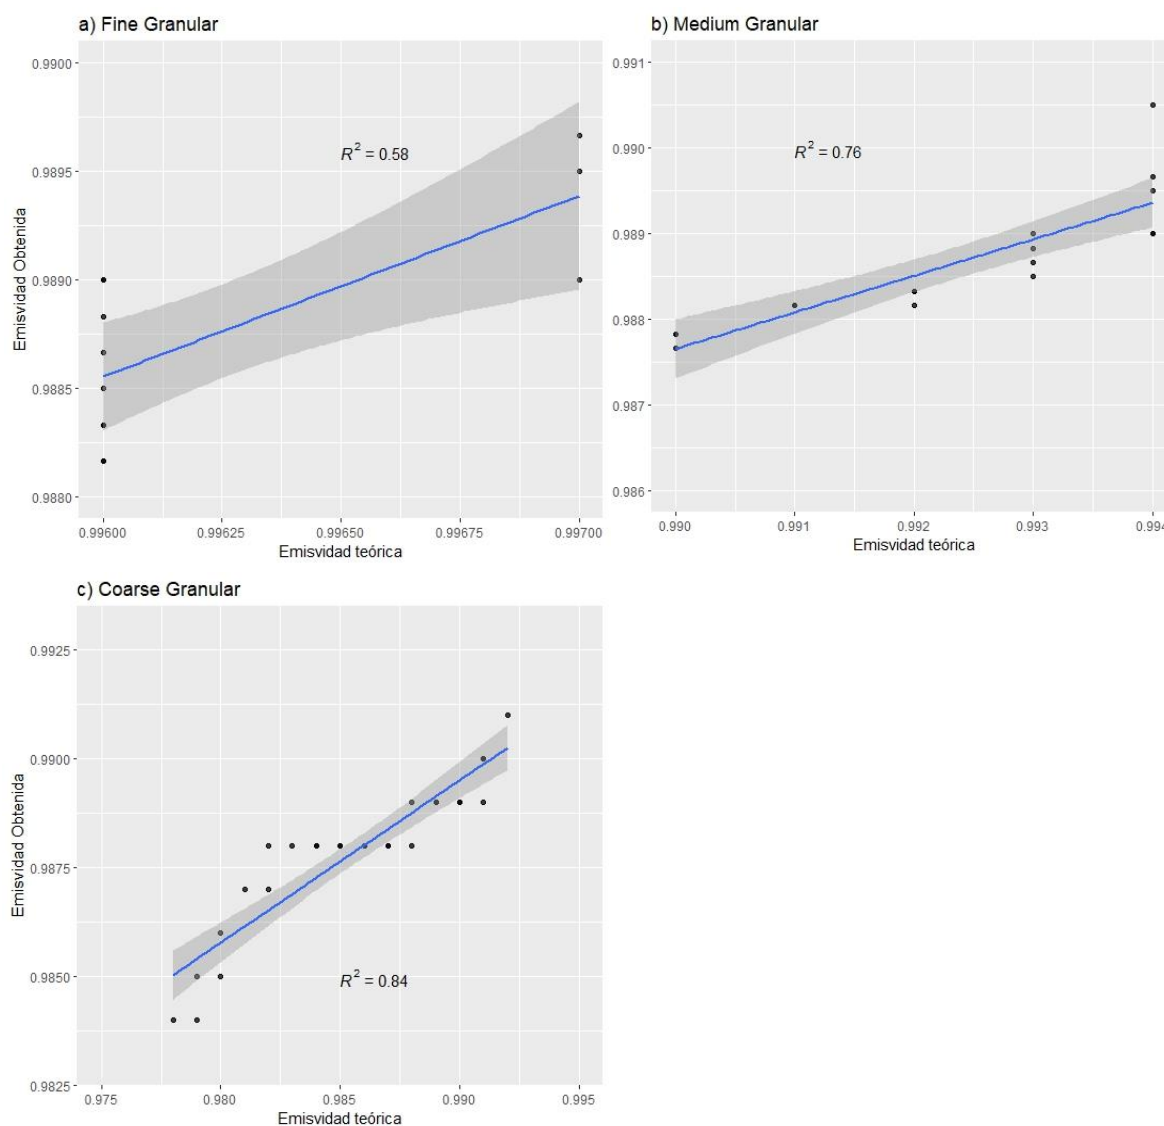 a) Fine Granular
0.9900
0.9895
0.9890
0.9885
0.9880
Emisvidad Obtenida
R² = 0.58
0.99600
0.99625
0.99650
0.99675
0.99700
Emisvidad teórica
b) Medium Granular
0.991
0.990
0.989
0.988
0.987
0.986
R² = 0.76
0.990
0.991
0.992
0.993
0.994
Emisvidad teórica
c) Coarse Granular
0.9925
0.9900
0.9875
0.9850
0.9825
Emisvidad Obtenida
R² = 0.84
0.975
0.980
0.985
0.990
0.995
Emisvidad teórica